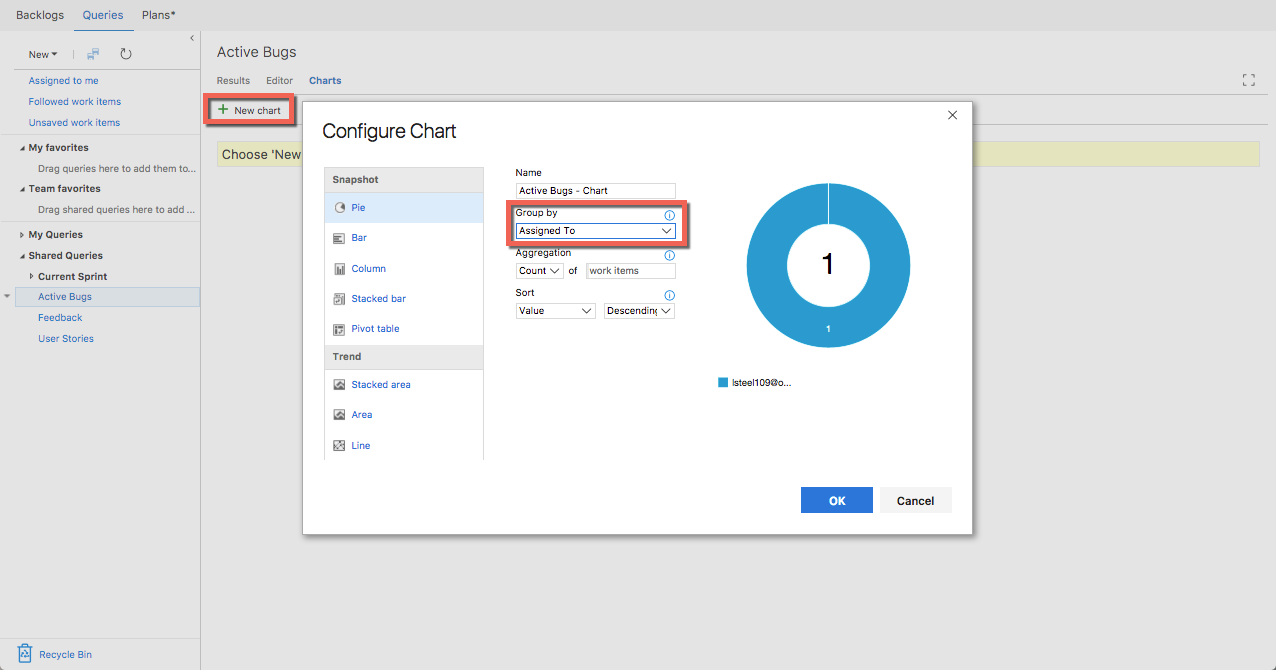 Backlogs Queries Plans*
New
Assigned to me
Followed work items
Unsaved work items
My favorites
Drag queries here to add them to...
Team favorites
Drag shared queries here to add ...
My Queries
Shared Queries
Current Sprint
Active Bugs
Feedback
User Stories
Recycle Bin
Active Bugs
Results Editor Charts
New chart
Choose 'New
Configure Chart
Snapshot
Pie
Bar
Column
Stacked bar
Pivot table
Trend
Stacked area
Area
Line
Name
Active Bugs - Chart
Group by
Assigned To
Aggregation
Count of work items
Sort
Value Descending
1
1
lsteel109@o...
OK Cancel